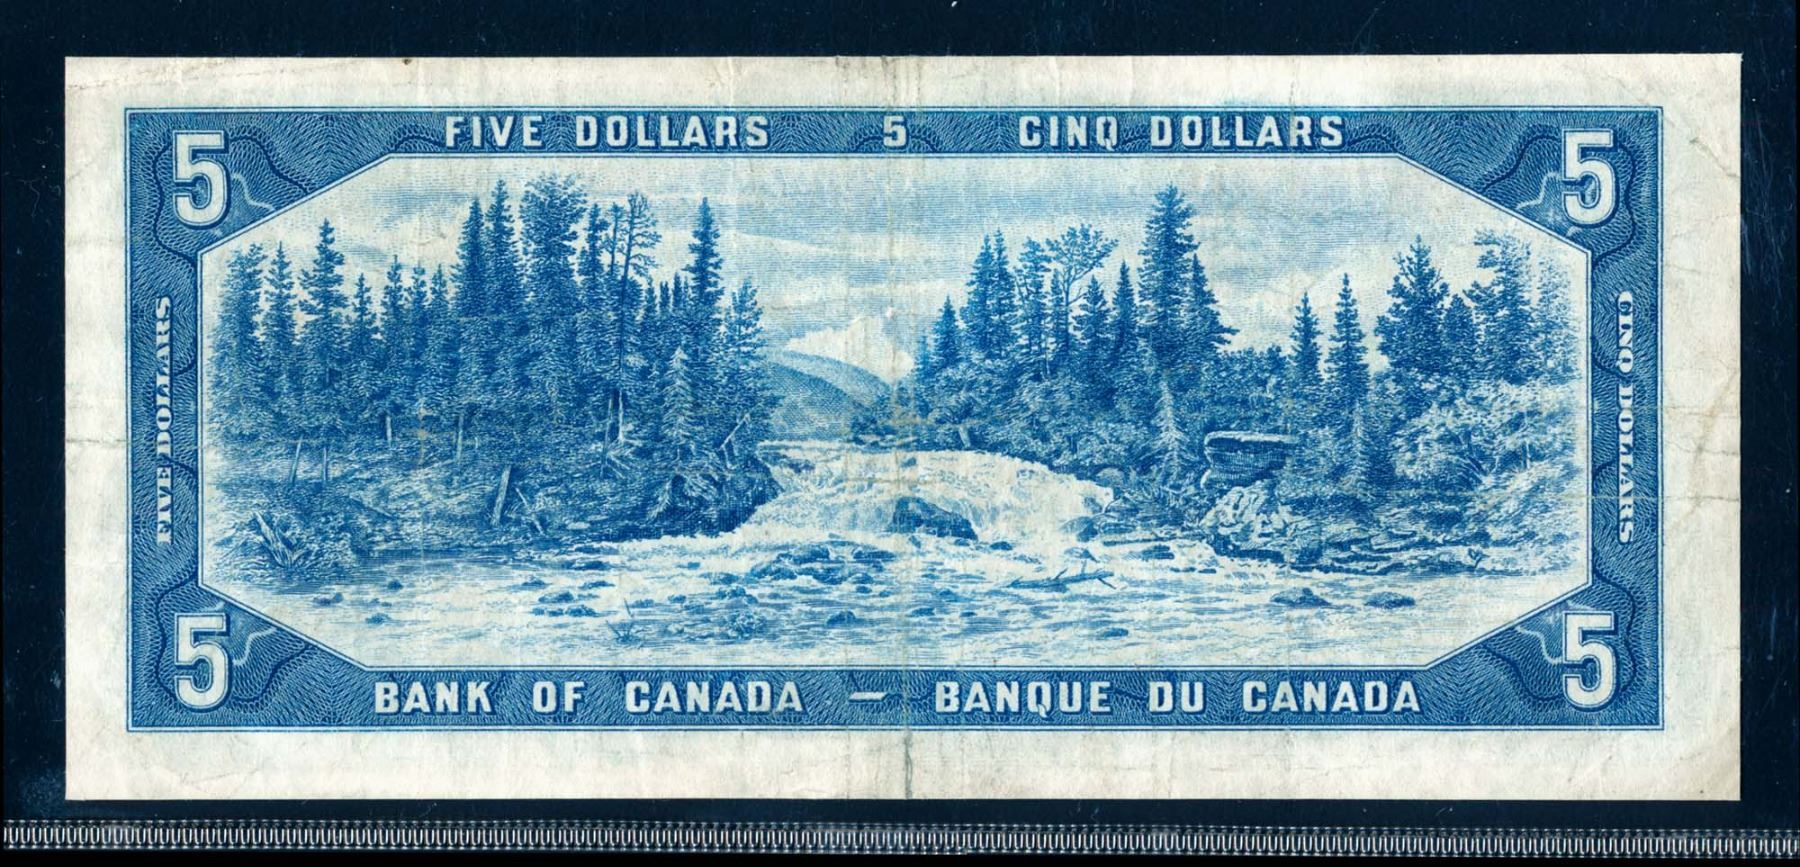 5 FIVE DOLLARS 5 CINQ DOLLARS 5
FIVE DOLLARS
CINQ DOLLARS
5 BANK OF CANADA — BANQUE DU CANADA 5